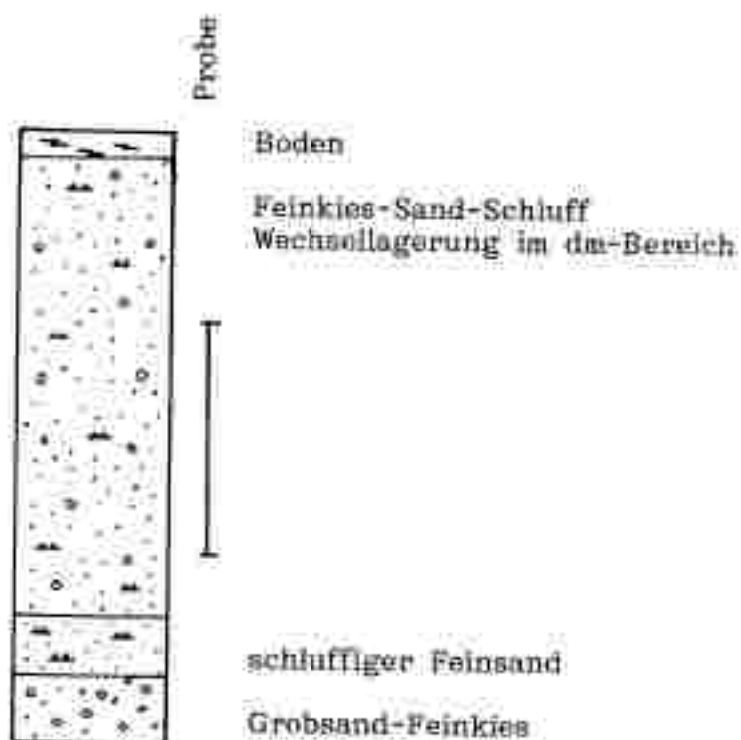 Probe
Boden
Feinkies-Sand-Schluff
Wechsellagerung im dm-Bereich
schluffiger Feinsand
Grobsand-Feinkies